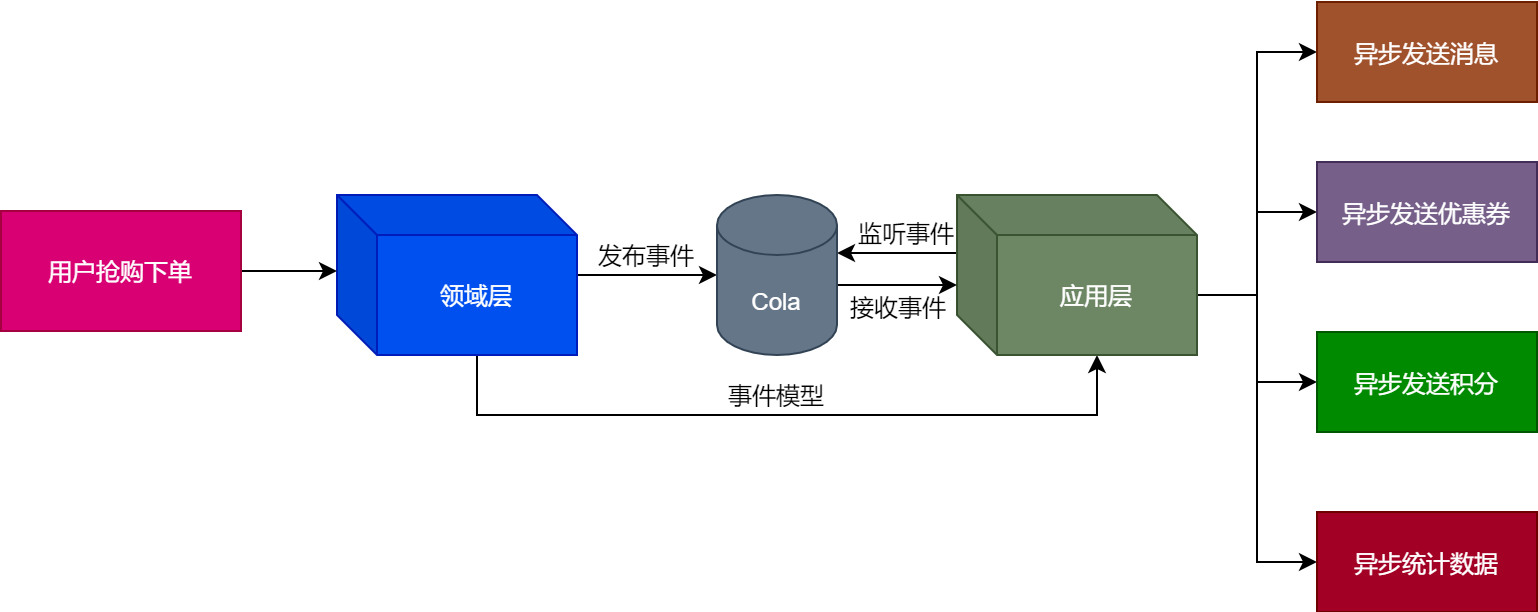 用户抢购下单
领域层
发布事件
Cola
监听事件
接收事件
应用层
事件模型
异步发送消息
异步发送优惠券
异步发送积分
异步统计数据